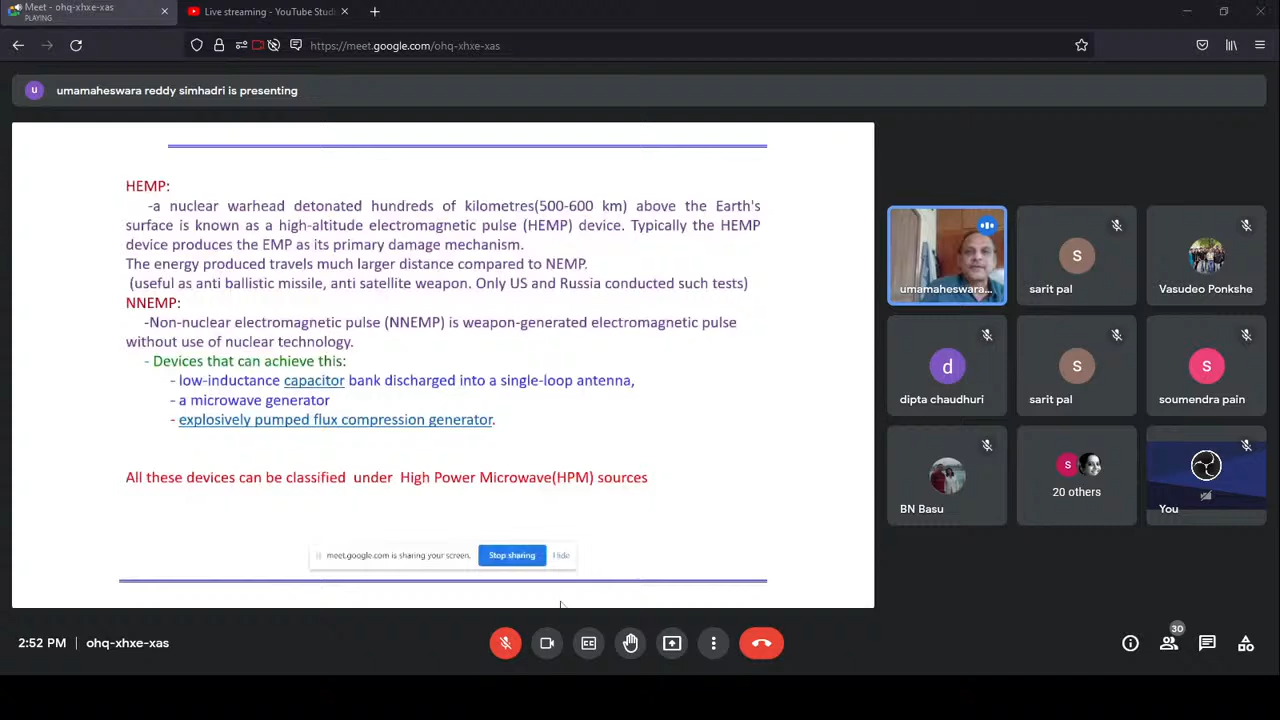 Meet - ohq-xhxe-xas
PLAYING
Live streaming - YouTube Stud
https://meet.google.com/ohq-xhxe-xas
u
umamaheswara reddy simhadri is presenting
HEMP:
-a nuclear warhead detonated hundreds of kilometres(500-600 km) above the Earth's
surface is known as a high-altitude electromagnetic pulse (HEMP) device. Typically the HEMP
device produces the EMP as its primary damage mechanism.
The energy produced travels much larger distance compared to NEMP.
(useful as anti ballistic missile, anti satellite weapon. Only US and Russia conducted such tests)
NNEMP:
-Non-nuclear electromagnetic pulse (NNEMP) is weapon-generated electromagnetic pulse
without use of nuclear technology.
- Devices that can achieve this:
- low-inductance capacitor bank discharged into a single-loop antenna,
- a microwave generator
- explosively pumped flux compression generator.
All these devices can be classified under High Power Microwave(HPM) sources
meet.google.com is sharing your screen.
Stop sharing
Hide
umamaheswara...
s
sarit pal
Vasudeo Ponkshe
d
dipta chaudhuri
s
sarit pal
s
soumendra pain
BN Basu
s
20 others
You
2:52 PM | ohq-xhxe-xas
30